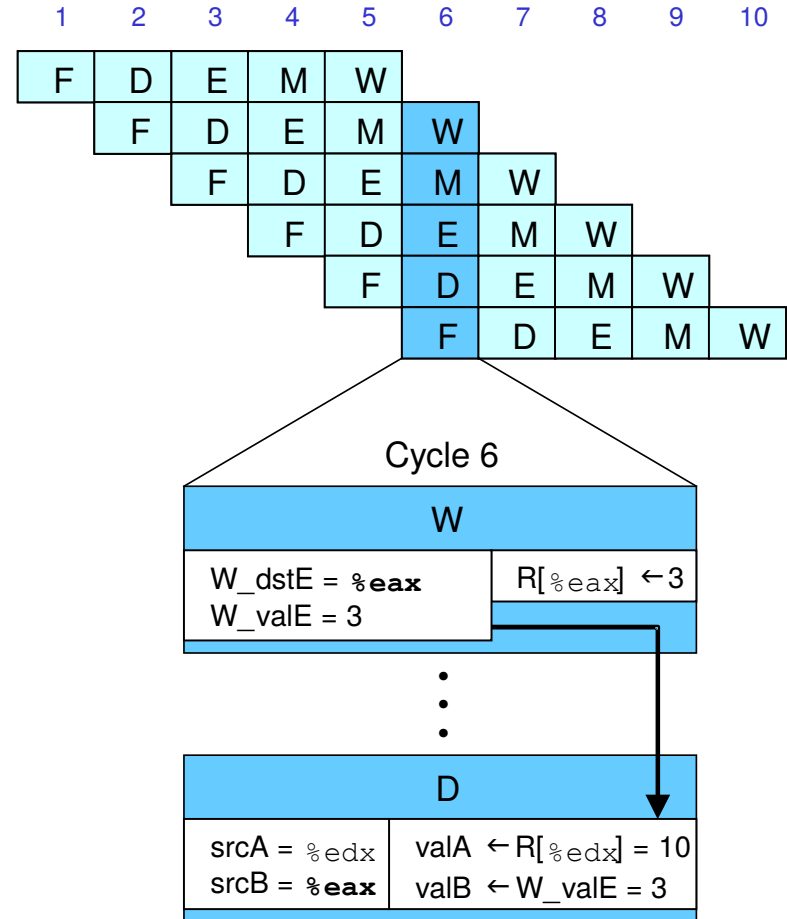 1 2 3 4 5 6 7 8 9 10
F D E M W
F D E M W
F D E M W
F D E M W
F D E M W
F D E M W
Cycle 6
W
W_dstE = %eax
W_valE = 3
R[%eax] ← 3
D
srcA = %edx
srcB = %eax
valA ← R[%edx] = 10
valB ← W_valE = 3